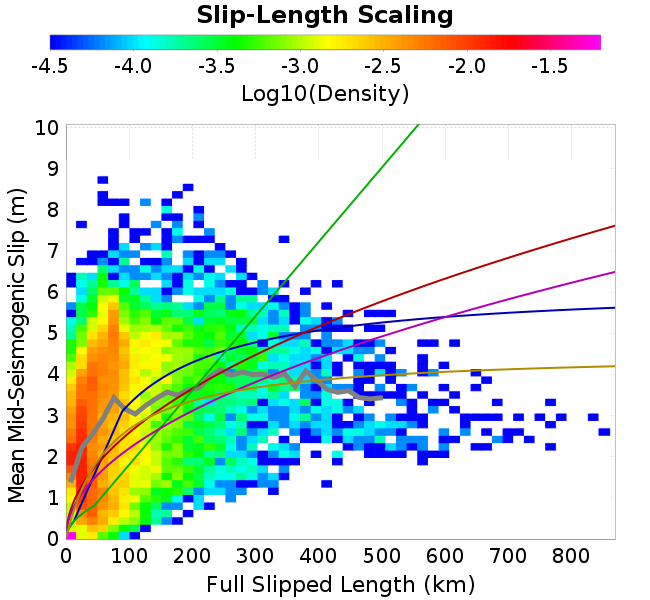 Slip-Length Scaling
-4.5 -4.0 -3.5 -3.0 -2.5 -2.0 -1.5
Log10(Density)
Mean Mid-Seismogenic Slip (m)
10
9
8
7
6
5
4
3
2
1
0
0 100 200 300 400 500 600 700 800
Full Slipped Length (km)